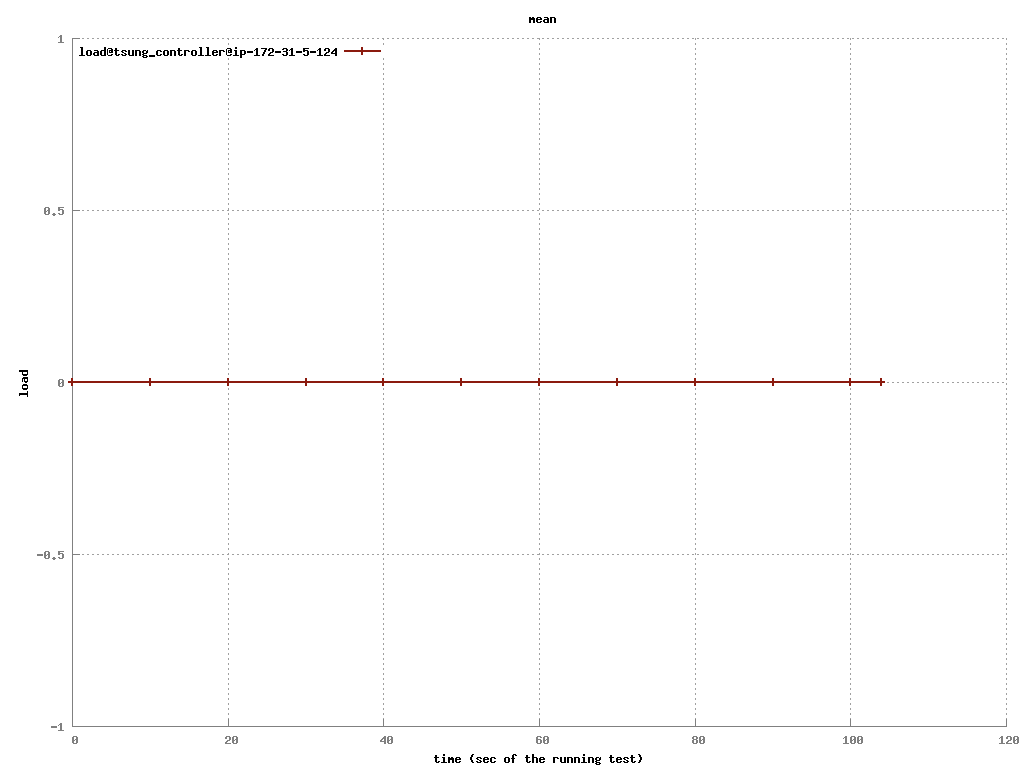 mean
1
load@tsung_controller@ip-172-31-5-124
0.5
0
load
-0.5
-1
0 20 40 60 80 100 120
time (sec of the running test)